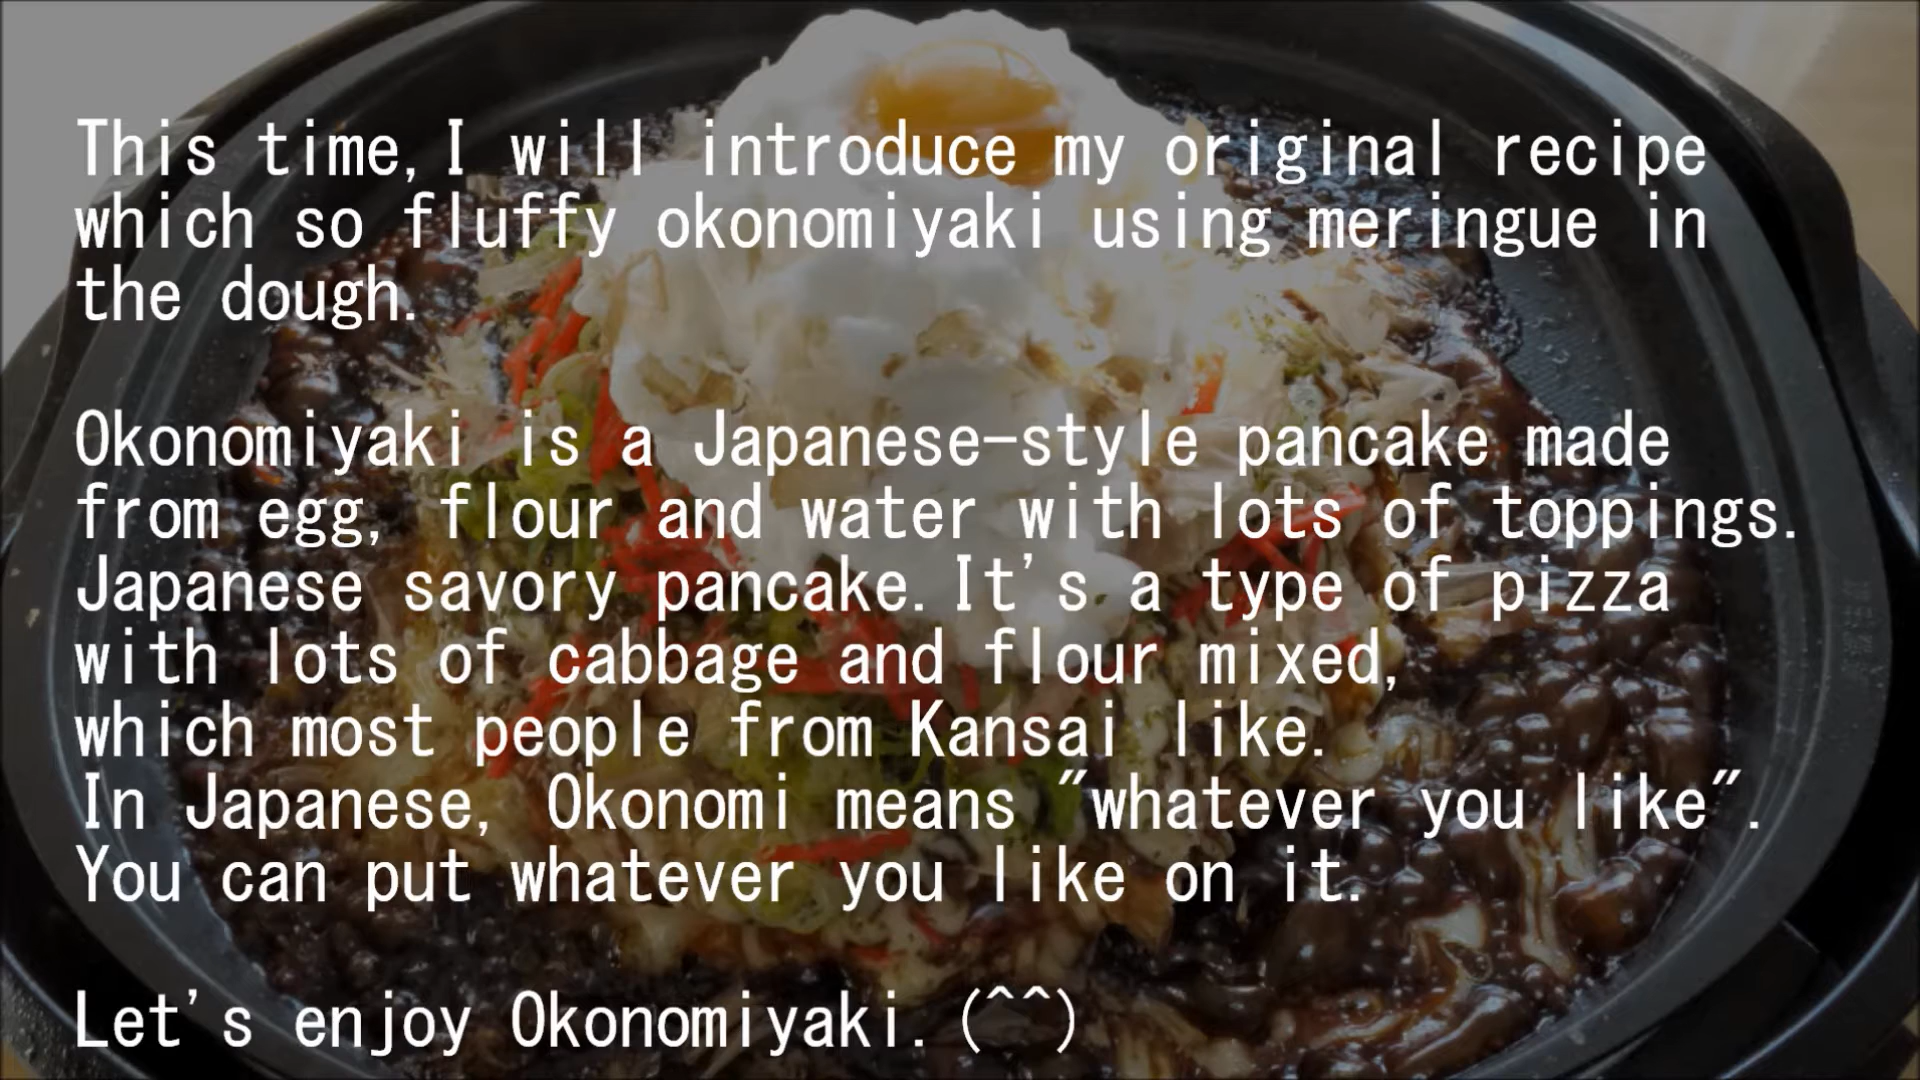 This time,I will introduce my original recipe
which so fluffy okonomiyaki using meringue in
the dough.
Okonomiyaki is a Japanese-style pancake made
from egg, flour and water with lots of toppings.
Japanese savory pancake.It's a type of pizza
with lots of cabbage and flour mixed,
which most people from Kansai like.
In Japanese, Okonomi means "whatever you like".
You can put whatever you like on it.
Let's enjoy Okonomiyaki.(^^)